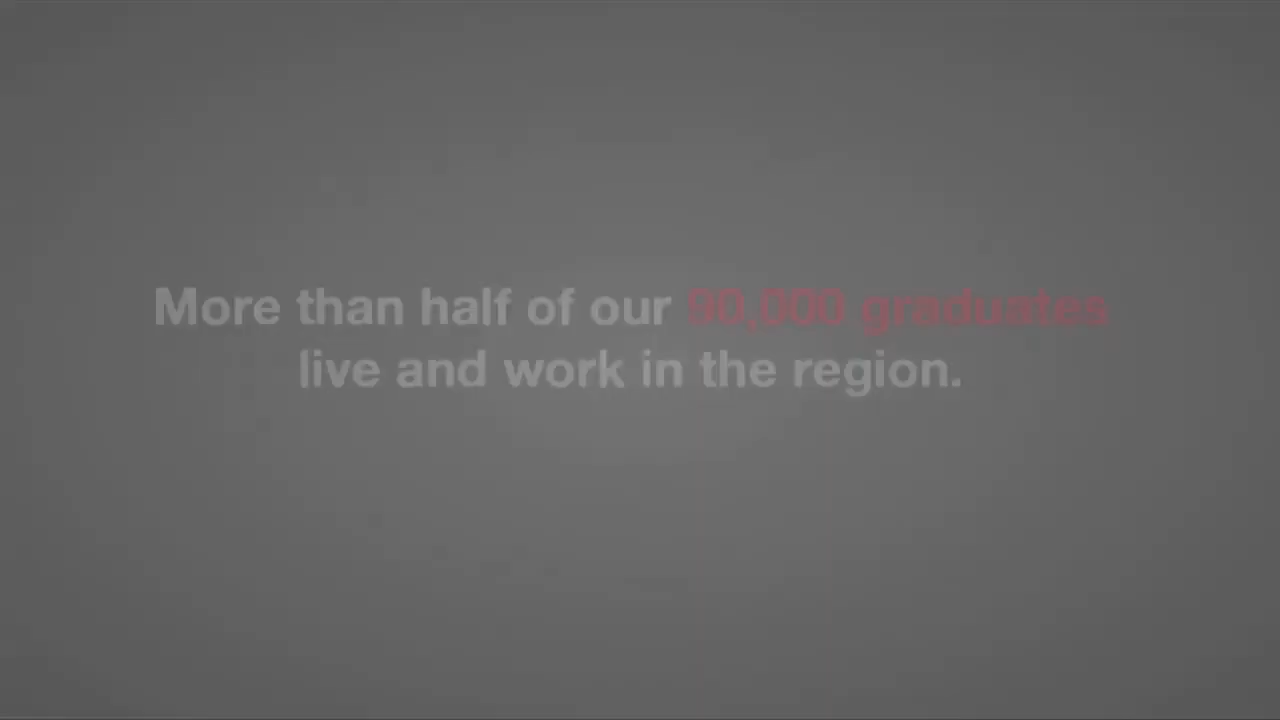 More than half of our 90,000 graduates
live and work in the region.